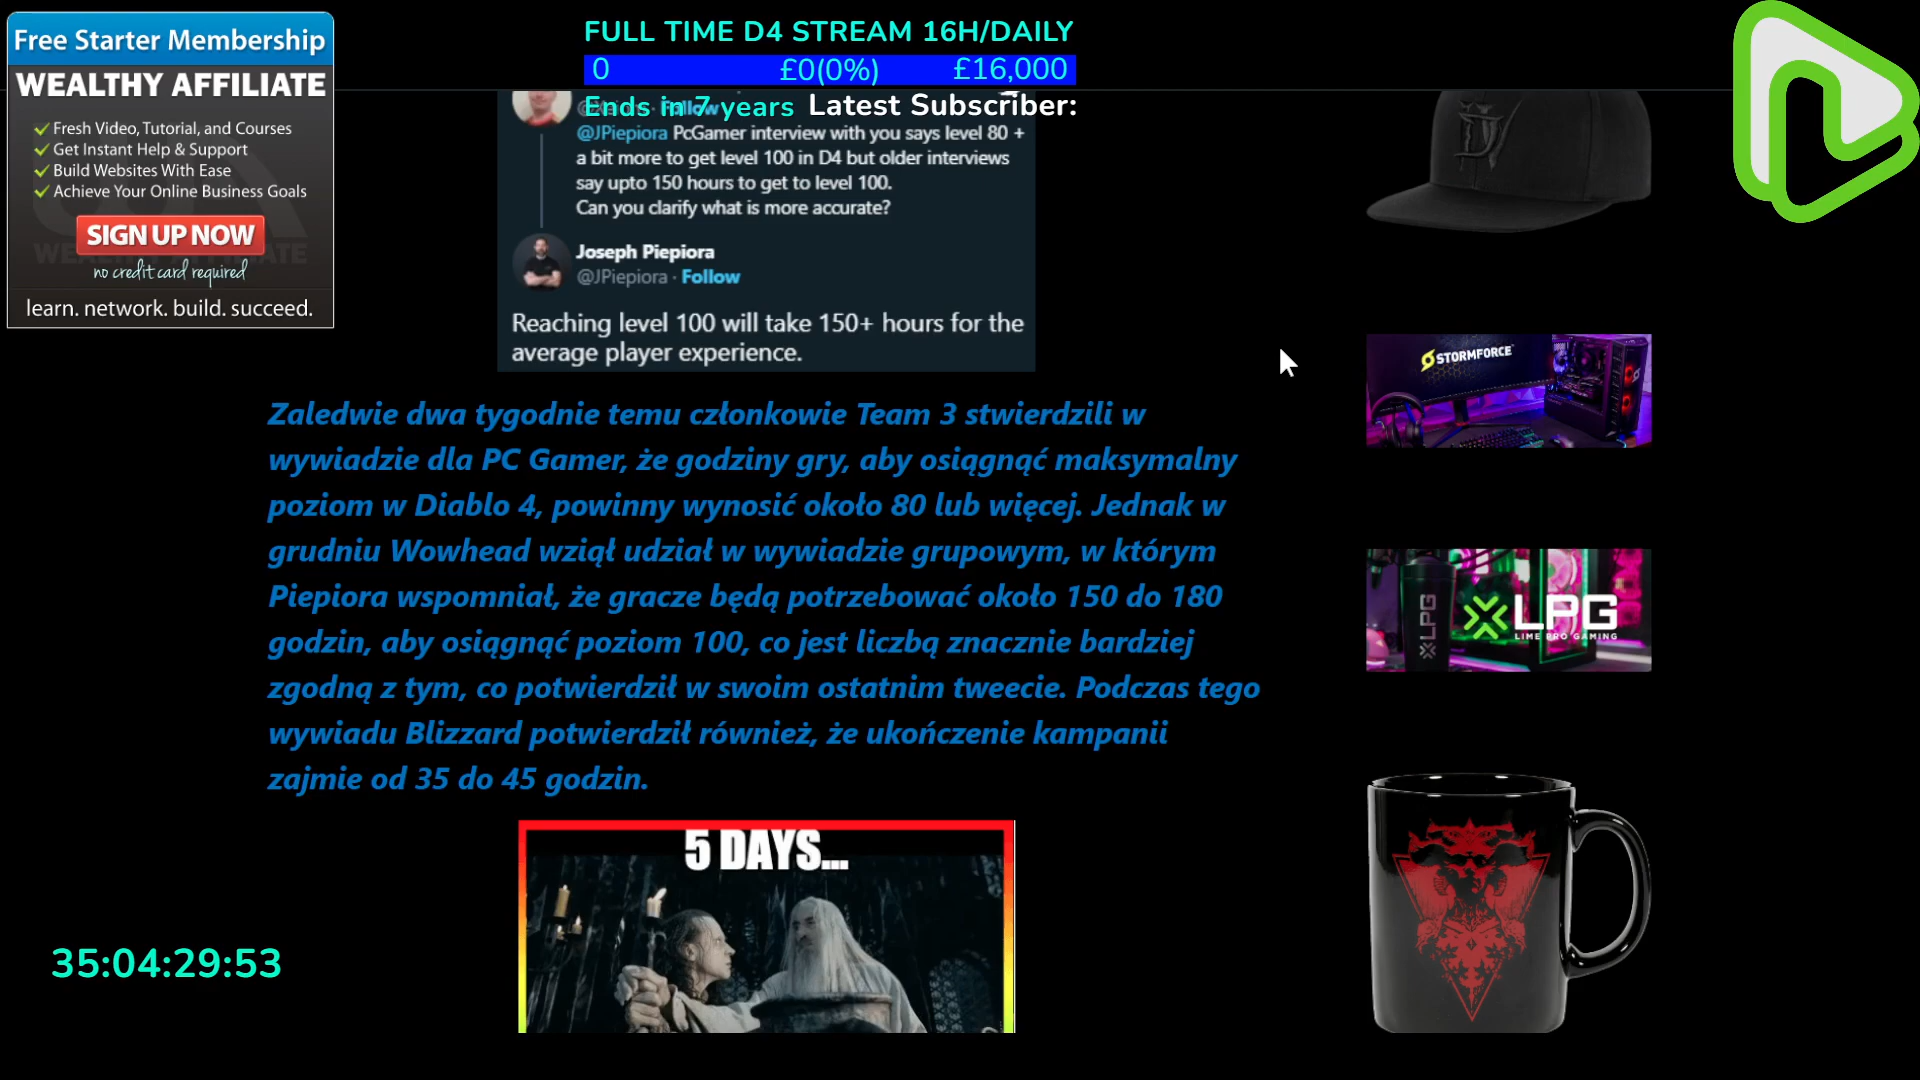 Free Starter Membership
WEALTHY AFFILIATE
Fresh Video, Tutorial, and Courses
Get Instant Help & Support
Build Websites With Ease
Achieve Your Online Business Goals
SIGN UP NOW
no credit card required
learn. network. build. succeed.
FULL TIME D4 STREAM 16H/DAILY
0 £0(0%) £16,000
Ends in 7 years Latest Subscriber:
Follow
@JPiepiora PcGamer interview with you says level 80 +
a bit more to get level 100 in D4 but older interviews
say upto 150 hours to get to level 100.
Can you clarify what is more accurate?
Joseph Piepiora
@JPiepiora · Follow
Reaching level 100 will take 150+ hours for the
average player experience.
Zaledwie dwa tygodnie temu członkowie Team 3 stwierdzili w
wywiadzie dla PC Gamer, że godziny gry, aby osiągnąć maksymalny
poziom w Diablo 4, powinny wynosić około 80 lub więcej. Jednak w
grudniu Wowhead wziął udział w wywiadzie grupowym, w którym
Piepiora wspomniał, że gracze będą potrzebować około 150 do 180
godzin, aby osiągnąć poziom 100, co jest liczbą znacznie bardziej
zgodną z tym, co potwierdził w swoim ostatnim tweecie. Podczas tego
wywiadu Blizzard potwierdził również, że ukończenie kampanii
zajmie od 35 do 45 godzin.
5 DAYS...
35:04:29:53
STORMFORCE
LPG
LPG
LIME PRO GAMING